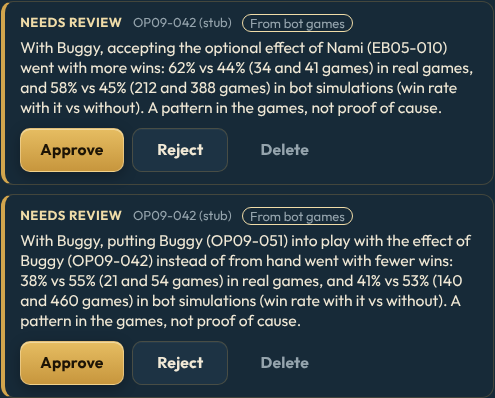 NEEDS REVIEW OP09-042 (stub) From bot games
With Buggy, accepting the optional effect of Nami (EB05-010)
went with more wins: 62% vs 44% (34 and 41 games) in real games,
and 58% vs 45% (212 and 388 games) in bot simulations (win rate
with it vs without). A pattern in the games, not proof of cause.
Approve Reject Delete
NEEDS REVIEW OP09-042 (stub) From bot games
With Buggy, putting Buggy (OP09-051) into play with the effect of
Buggy (OP09-042) instead of from hand went with fewer wins:
38% vs 55% (21 and 54 games) in real games, and 41% vs 53% (140
and 460 games) in bot simulations (win rate with it vs without). A
pattern in the games, not proof of cause.
Approve Reject Delete